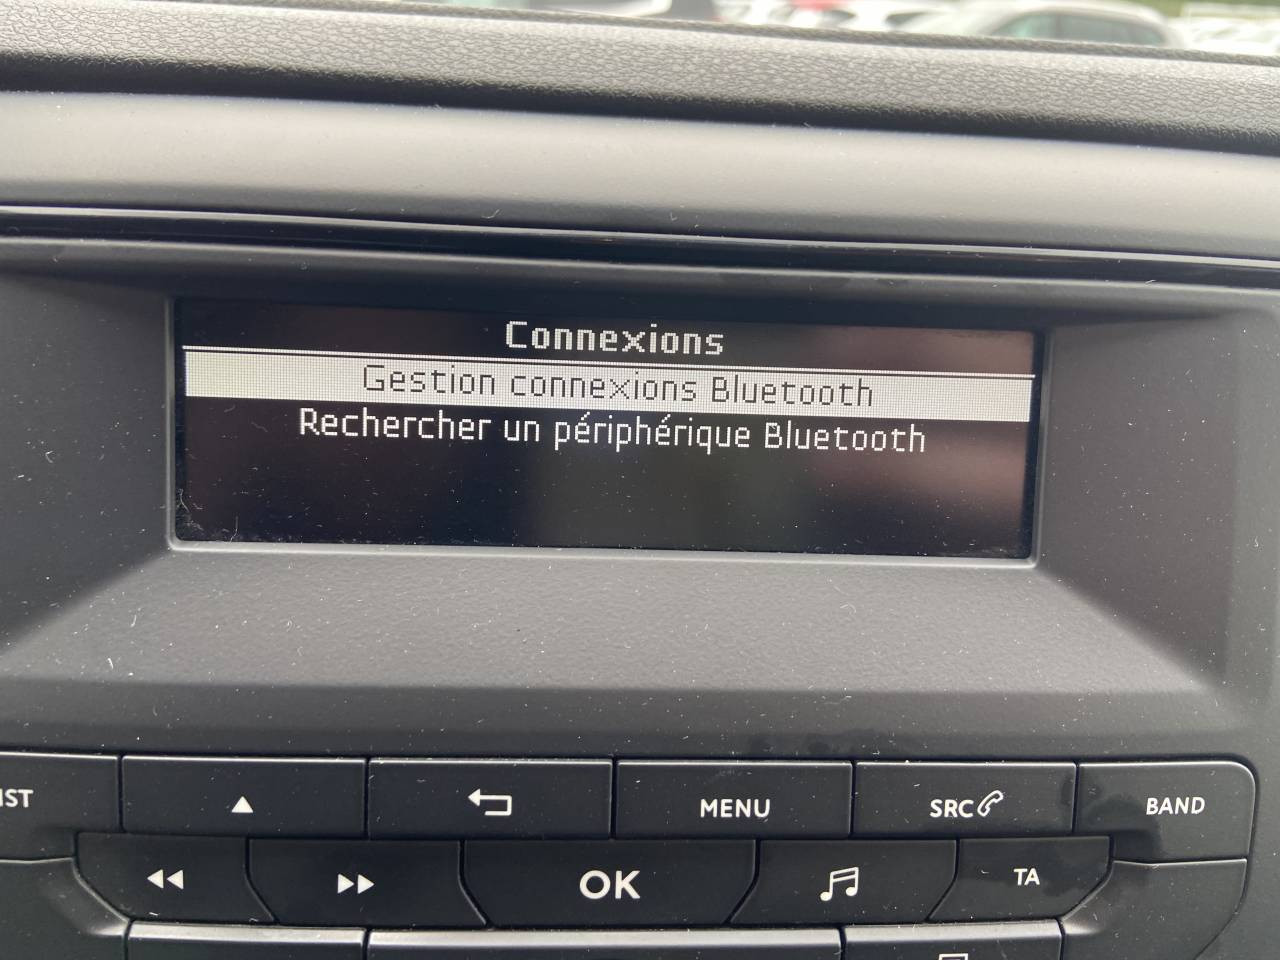 Connexions
Gestion connexions Bluetooth
Rechercher un périphérique Bluetooth
MENU
SRC
BAND
OK
TA